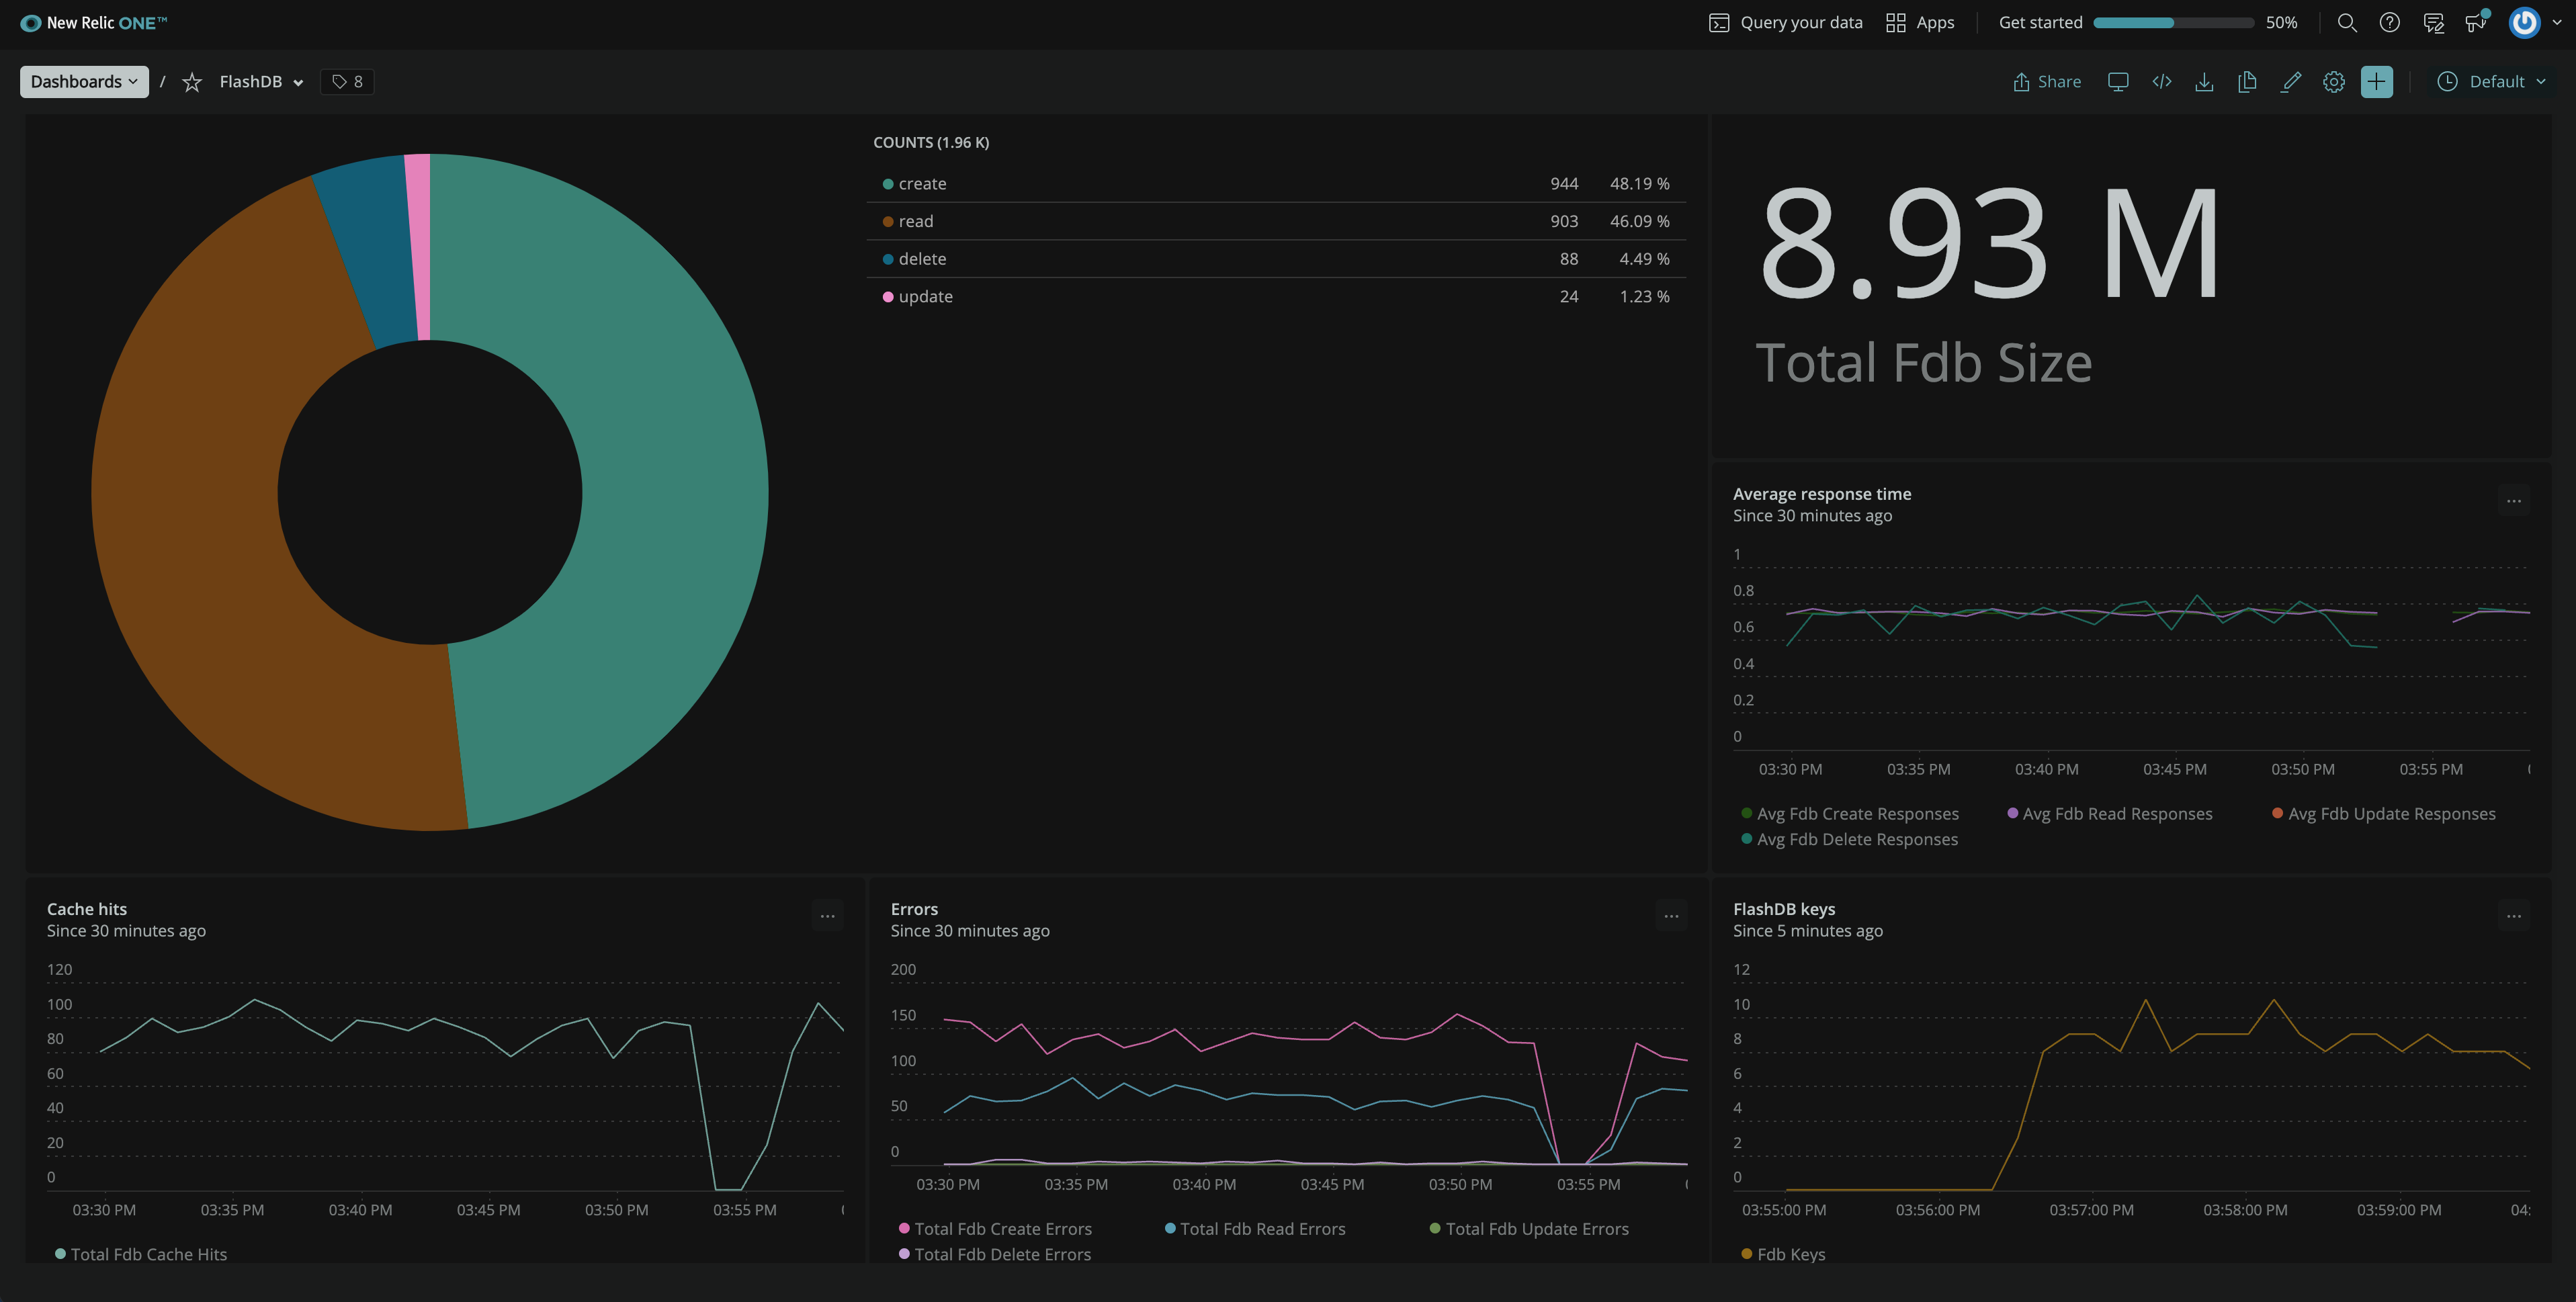 New Relic ONE™
Query your data
Apps
Get started
50%
Dashboards
/
FlashDB
8
Share
Default
COUNTS (1.96 K)
create 944 48.19 %
read 903 46.09 %
delete 88 4.49 %
update 24 1.23 %
8.93 M
Total Fdb Size
Average response time
Since 30 minutes ago
1
0.8
0.6
0.4
0.2
0
03:30 PM 03:35 PM 03:40 PM 03:45 PM 03:50 PM 03:55 PM
Avg Fdb Create Responses Avg Fdb Read Responses Avg Fdb Update Responses
Avg Fdb Delete Responses
Cache hits
Since 30 minutes ago
120
100
80
60
40
20
0
03:30 PM 03:35 PM 03:40 PM 03:45 PM 03:50 PM 03:55 PM
Total Fdb Cache Hits
Errors
Since 30 minutes ago
200
150
100
50
0
03:30 PM 03:35 PM 03:40 PM 03:45 PM 03:50 PM 03:55 PM
Total Fdb Create Errors Total Fdb Read Errors Total Fdb Update Errors
Total Fdb Delete Errors
FlashDB keys
Since 5 minutes ago
12
10
8
6
4
2
0
03:55:00 PM 03:56:00 PM 03:57:00 PM 03:58:00 PM 03:59:00 PM 04:
Fdb Keys